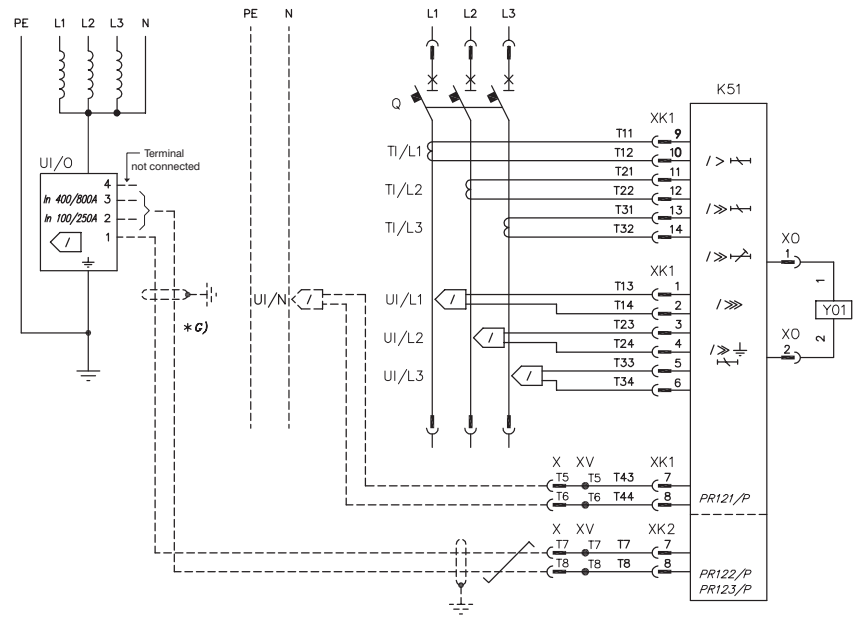 PE L1 L2 L3 N
PE N
L1 L2 L3
K51
Q
UI/O
Terminal
not connected
4
In 400/800A 3
In 100/250A 2
1
/
*G)
XK1
TI/L1 T11 9
T12 10
TI/L2 T21 11
T22 12
TI/L3 T31 13
T32 14
XK1
UI/N /
UI/L1 / T13 1
T14 2
UI/L2 / T23 3
T24 4
UI/L3 / T33 5
T34 6
/ >
/ >>
/ >>
/ >>>
/ >>
XO
1
1
Y01
2
XO
2
X XV XK1
T5 T5 T43 7
T6 T6 T44 8
PR121/P
X XV XK2
T7 T7 T7 7
T8 T8 T8 8
PR122/P
PR123/P